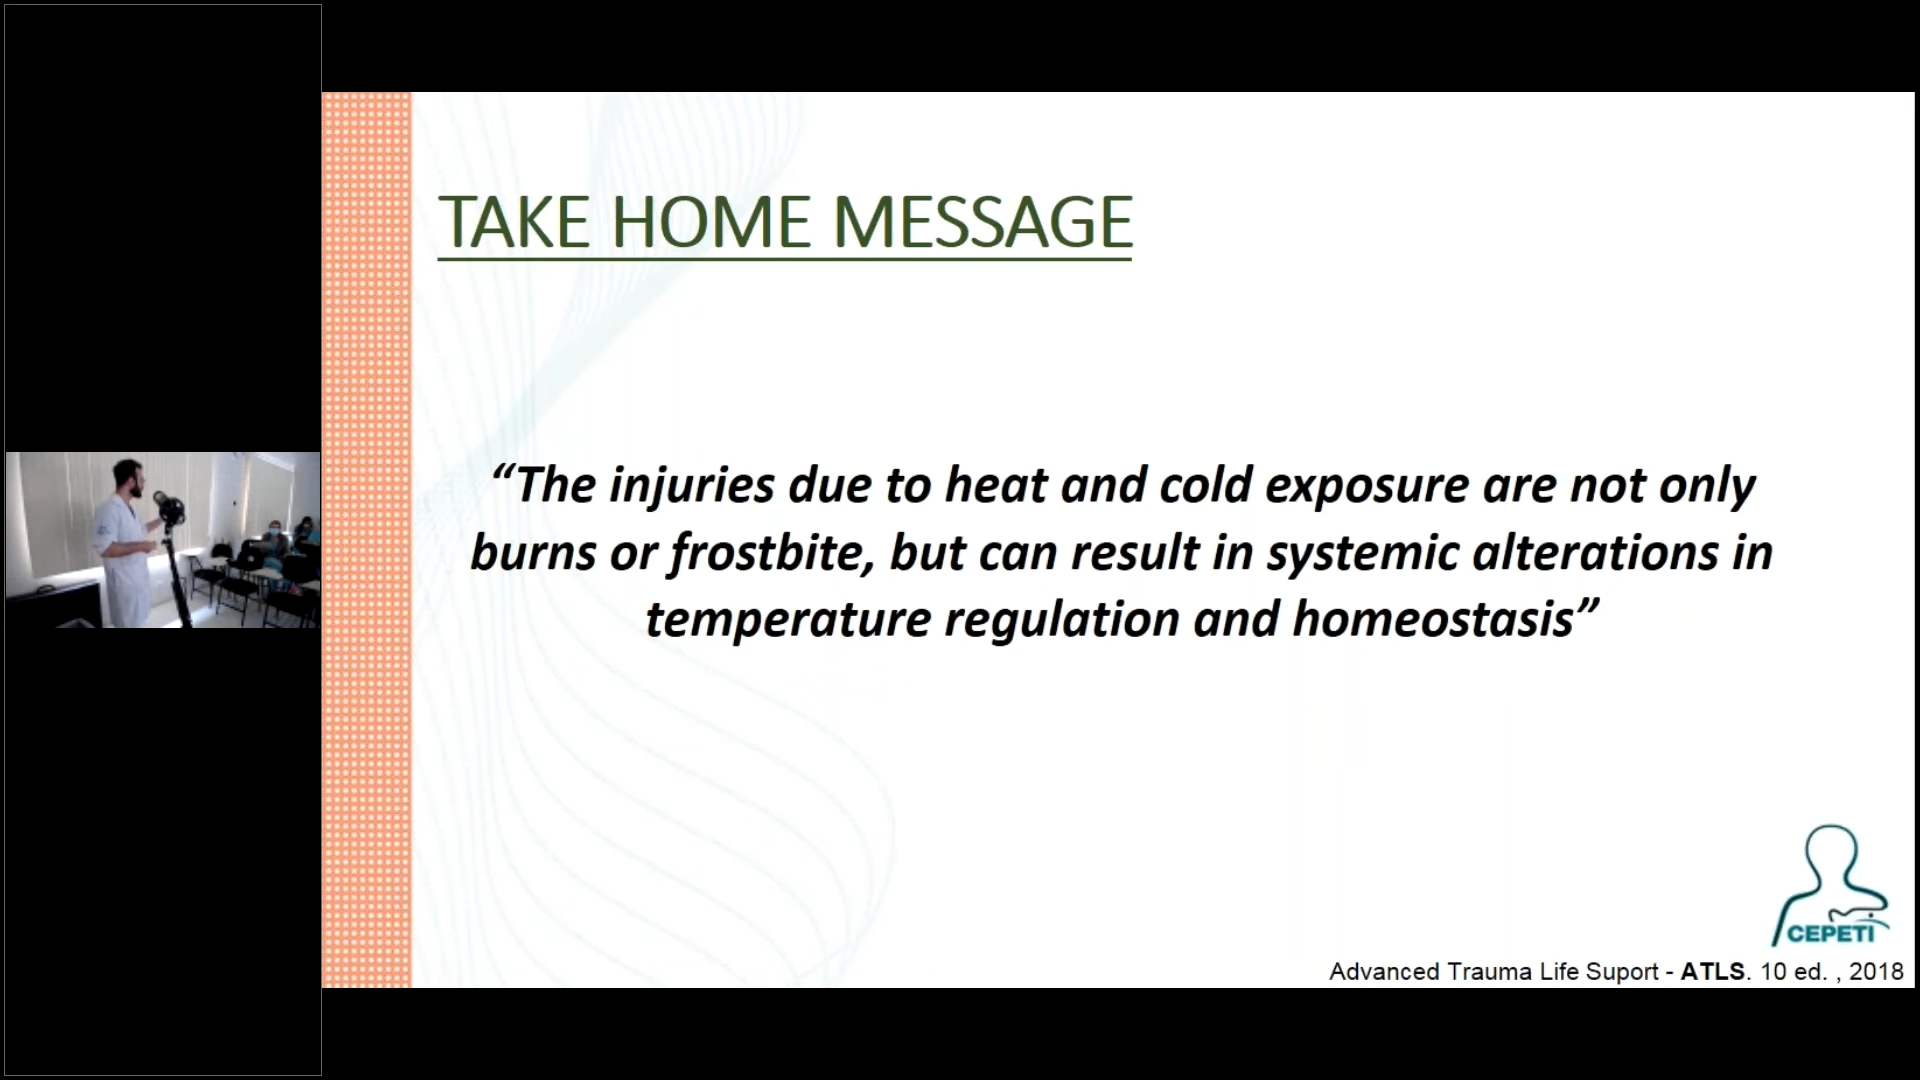 TAKE HOME MESSAGE
“The injuries due to heat and cold exposure are not only
burns or frostbite, but can result in systemic alterations in
temperature regulation and homeostasis”
CEPETI
Advanced Trauma Life Suport - ATLS. 10 ed. , 2018